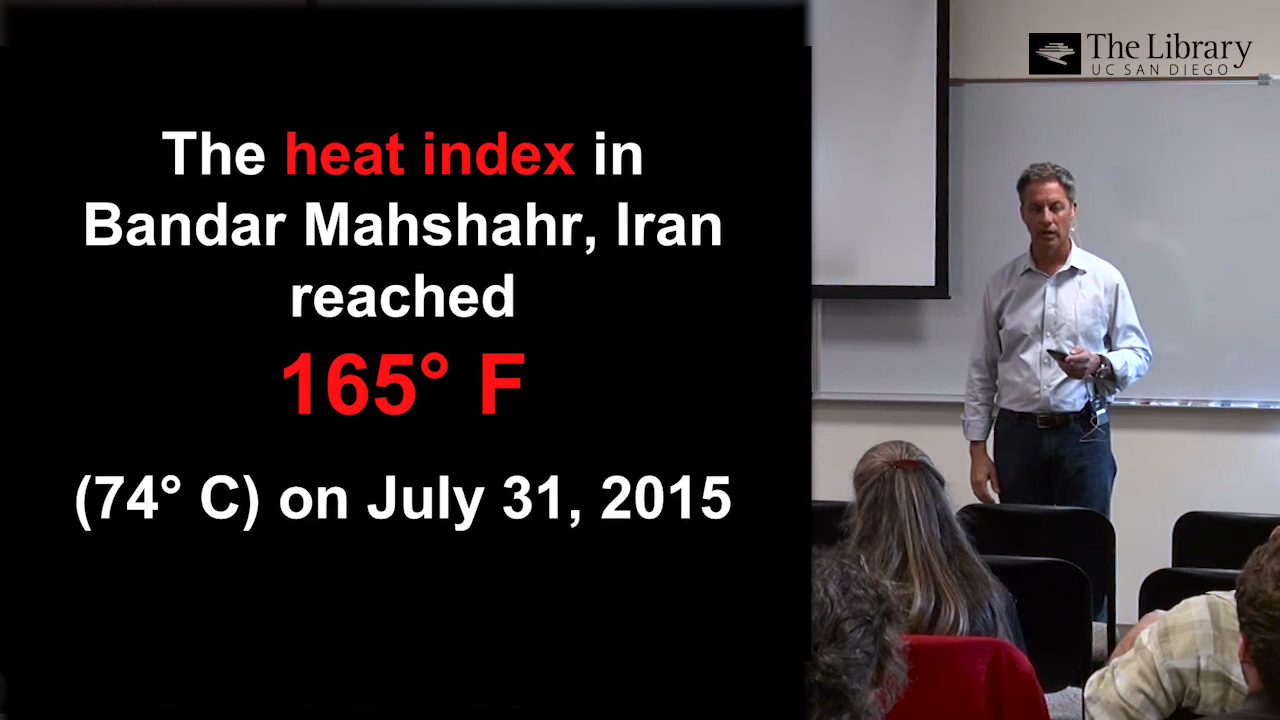 The heat index in
Bandar Mahshahr, Iran
reached
165° F
(74° C) on July 31, 2015
The Library
UC SAN DIEGO